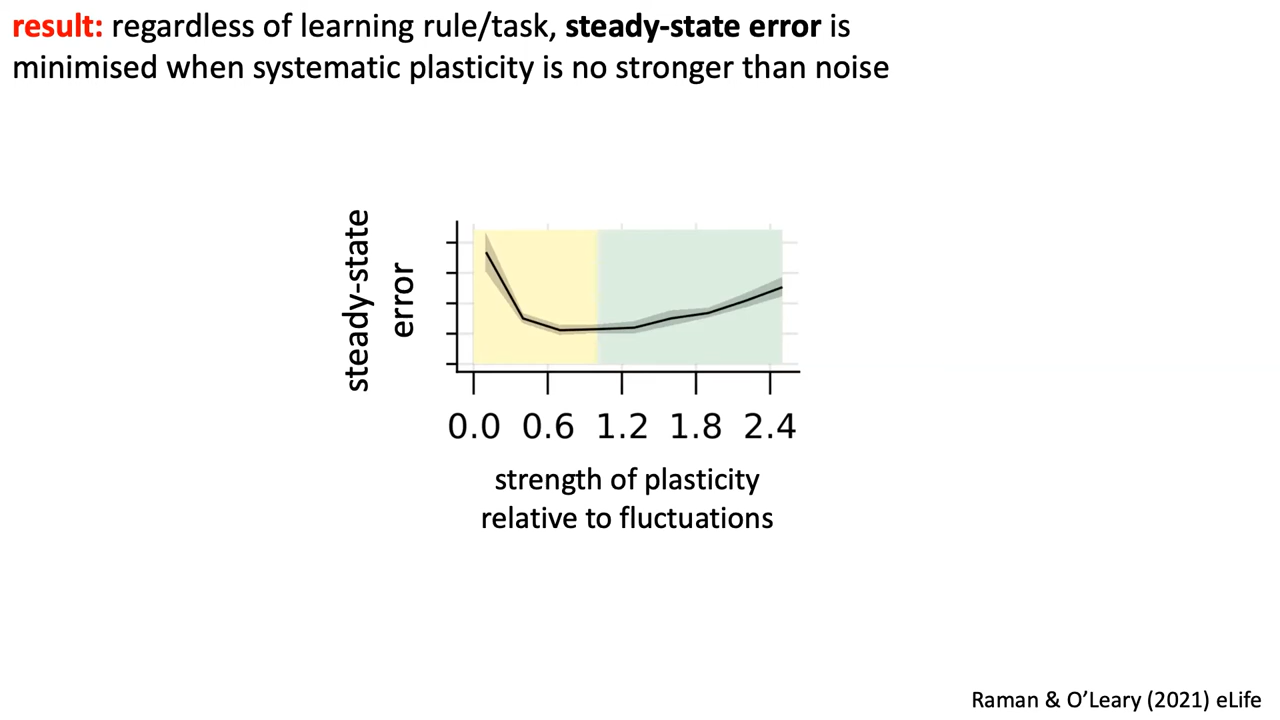 result: regardless of learning rule/task, steady-state error is
minimised when systematic plasticity is no stronger than noise
steady-state
error
0.0 0.6 1.2 1.8 2.4
strength of plasticity
relative to fluctuations
Raman & O’Leary (2021) eLife